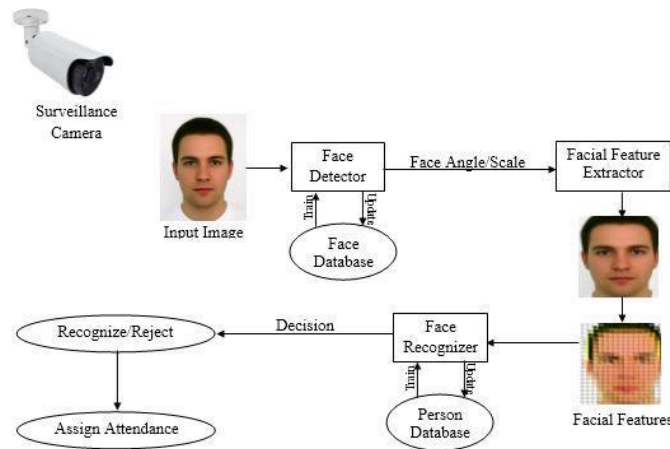 Surveillance
Camera
Input Image
Face
Detector
Train
Update
Face
Database
Face Angle/Scale
Facial Feature
Extractor
Facial Features
Face
Recognizer
Train
Update
Person
Database
Decision
Recognize/Reject
Assign Attendance